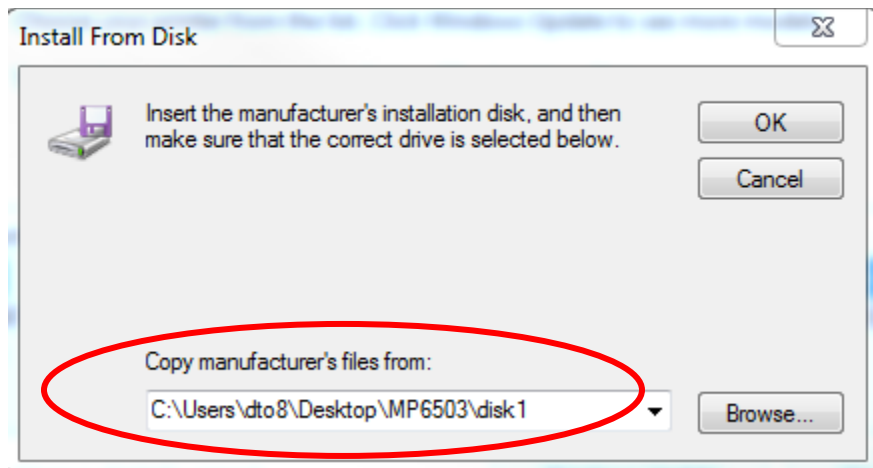 Install From Disk
Insert the manufacturer's installation disk, and then
make sure that the correct drive is selected below.
OK
Cancel
Copy manufacturer's files from:
C:\Users\dto8\Desktop\MP6503\disk1
Browse...